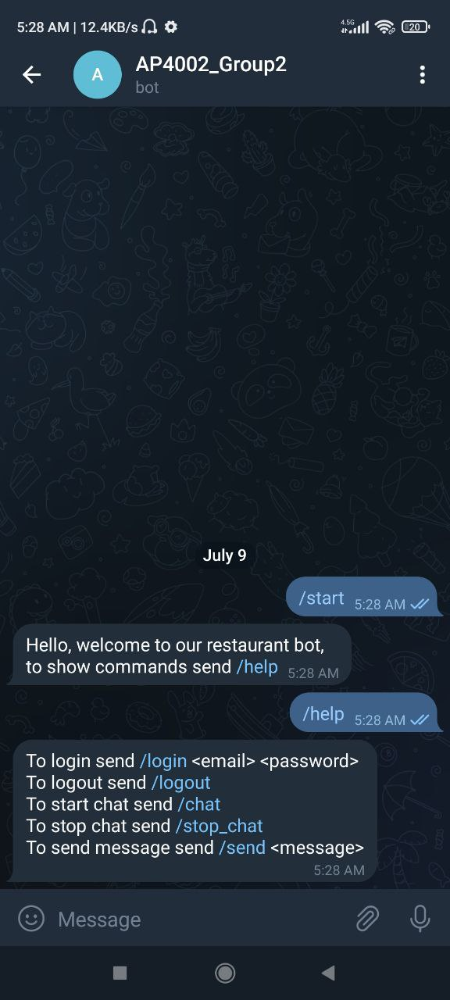 5:28 AM | 12.4KB/s
4.5G
20
A
AP4002_Group2
bot
July 9
/start 5:28 AM
Hello, welcome to our restaurant bot,
to show commands send /help 5:28 AM
/help 5:28 AM
To login send /login <email> <password>
To logout send /logout
To start chat send /chat
To stop chat send /stop_chat
To send message send /send <message>
5:28 AM
Message